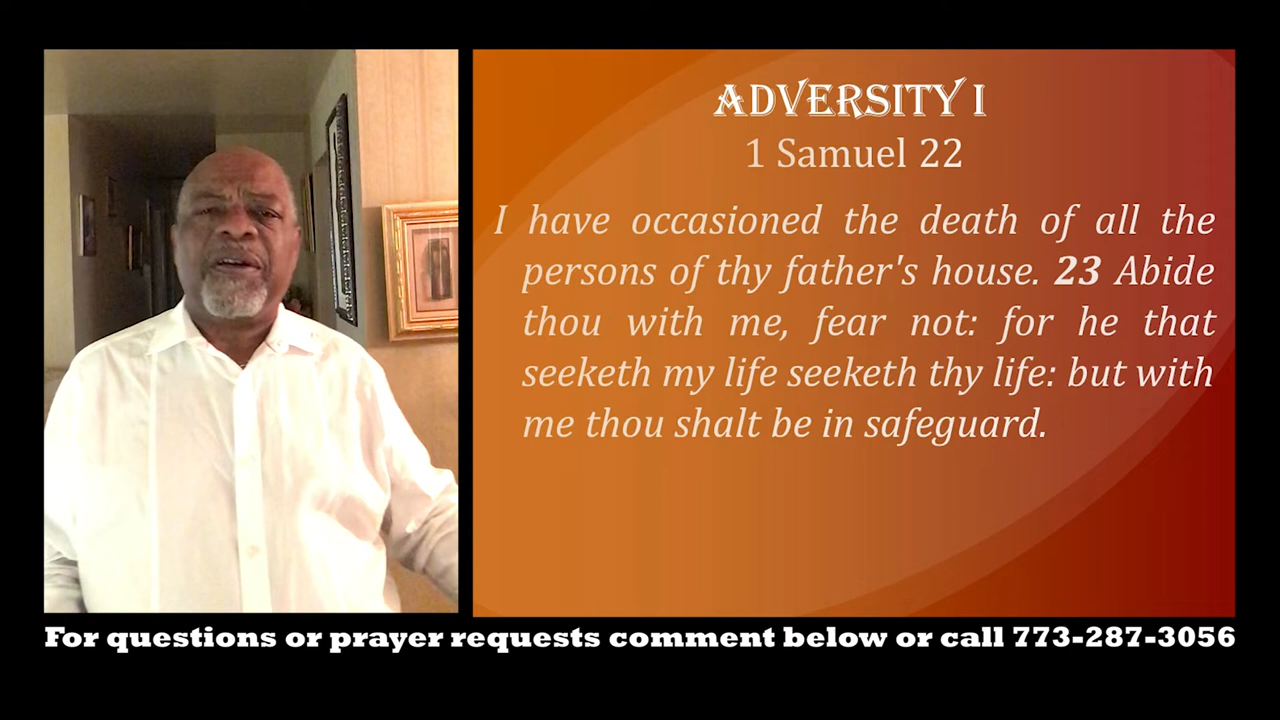 ADVERSITY I
1 Samuel 22
I have occasioned the death of all the
persons of thy father's house. 23 Abide
thou with me, fear not: for he that
seeketh my life seeketh thy life: but with
me thou shalt be in safeguard.
For questions or prayer requests comment below or call 773-287-3056